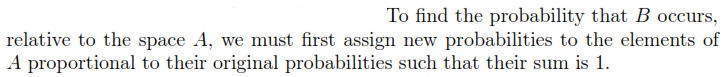 To find the probability that B occurs,
relative to the space A, we must first assign new probabilities to the elements of
A proportional to their original probabilities such that their sum is 1.